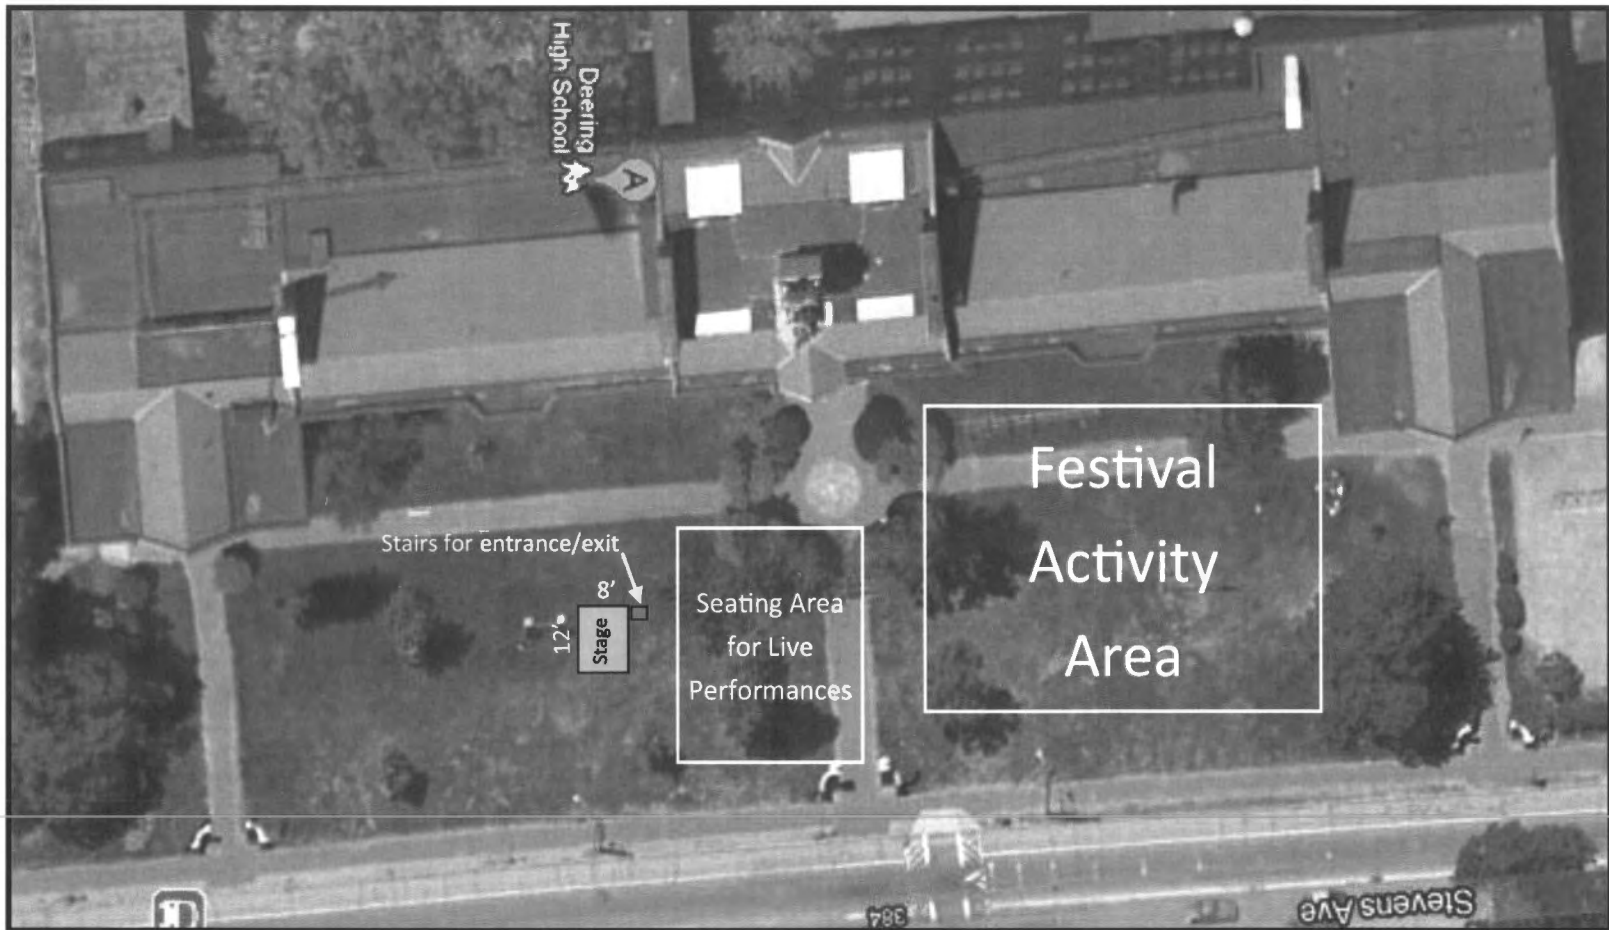 Deering
High School
A
Festival
Activity
Area
Stairs for entrance/exit
8'
12'
Stage
Seating Area
for Live
Performances
384
Stevens Ave